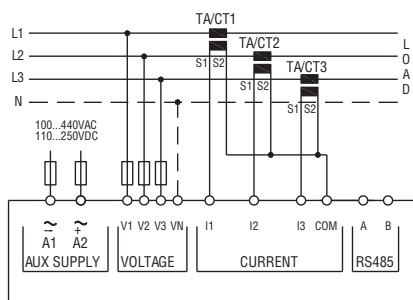 TA/CT1
L1
TA/CT2
L2
S1 S2
TA/CT3
L3
S1 S2
N
S1 S2
LOAD
100...440VAC
110...250VDC
~ ~
- +
A1 A2
V1 V2 V3 VN
I1 I2 I3 COM
A B
AUX SUPPLY
VOLTAGE
CURRENT
RS485